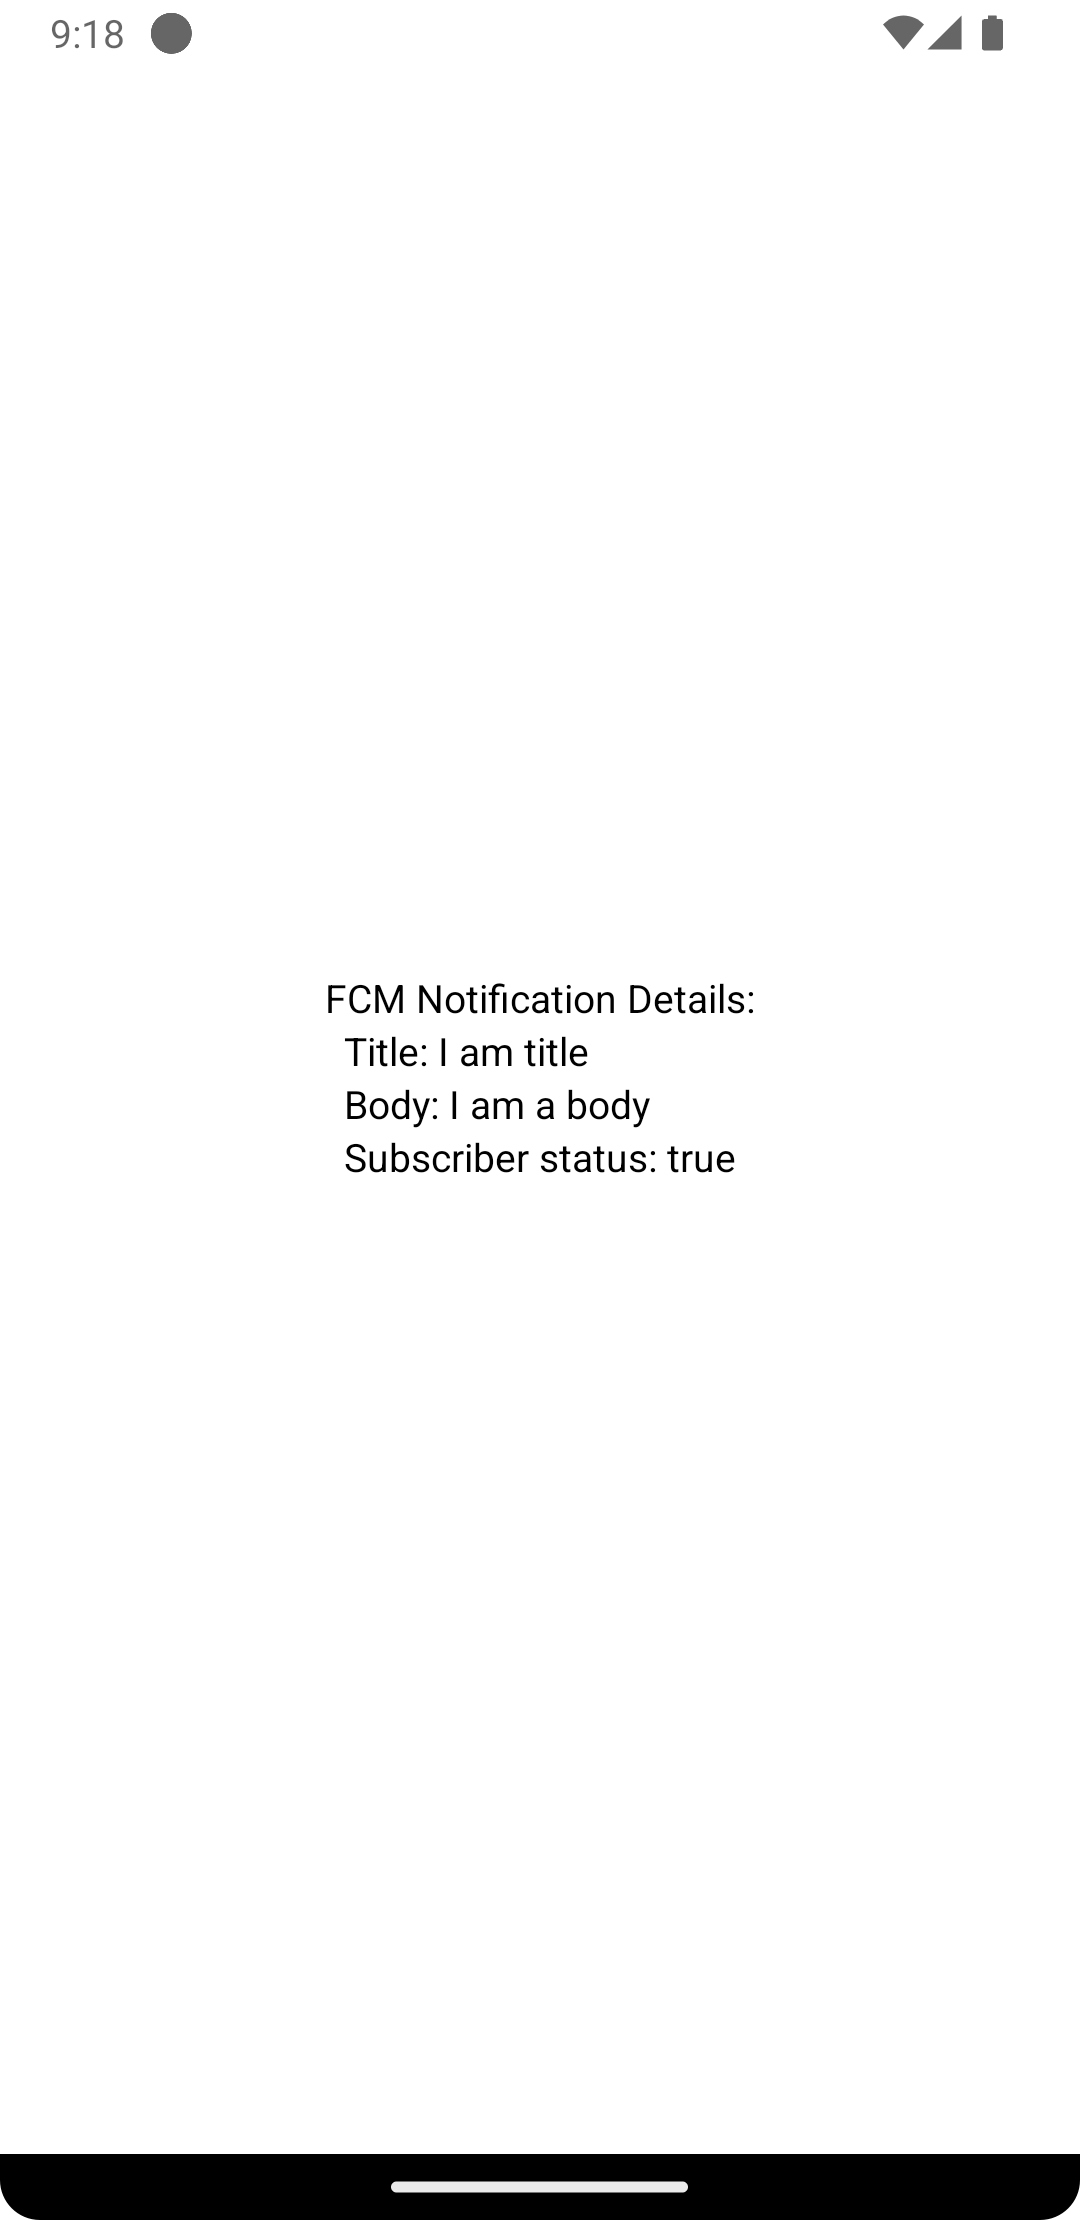 9:18
FCM Notification Details:
Title: I am title
Body: I am a body
Subscriber status: true